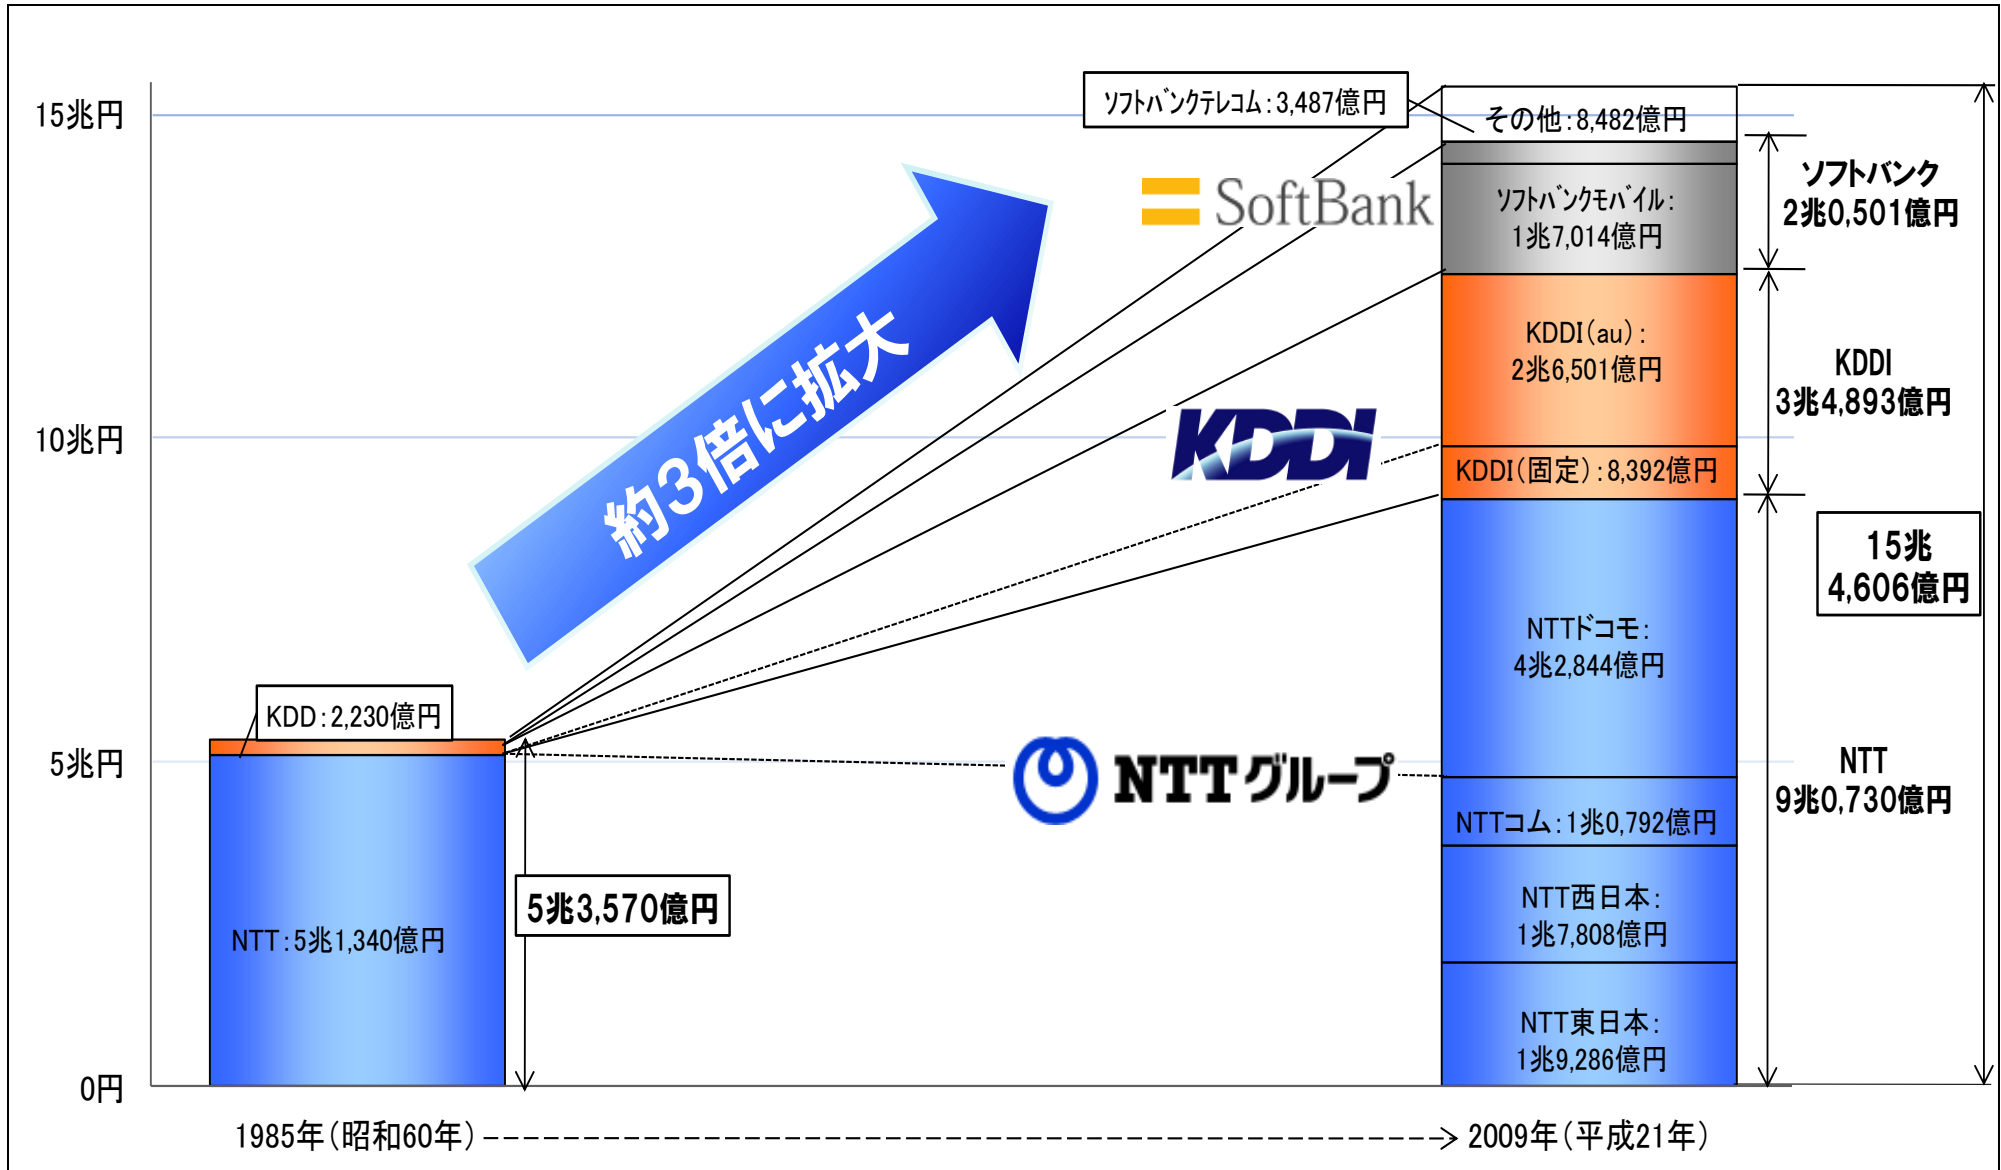 15兆円
10兆円
5兆円
0円
ソフトバンクテレコム：3,487億円
その他：8,482億円
SoftBank
ソフトバンクモバイル：
1兆7,014億円
ソフトバンク
2兆0,501億円
約3倍に拡大
KDDI（au）：
2兆6,501億円
KDDI
3兆4,893億円
KDDI
KDDI（固定）：8,392億円
15兆
4,606億円
NTTドコモ：
4兆2,844億円
KDD：2,230億円
NTTグループ
NTT
9兆0,730億円
NTTコム：1兆0,792億円
5兆3,570億円
NTT：5兆1,340億円
NTT西日本：
1兆7,808億円
NTT東日本：
1兆9,286億円
1985年（昭和60年）
2009年（平成21年）